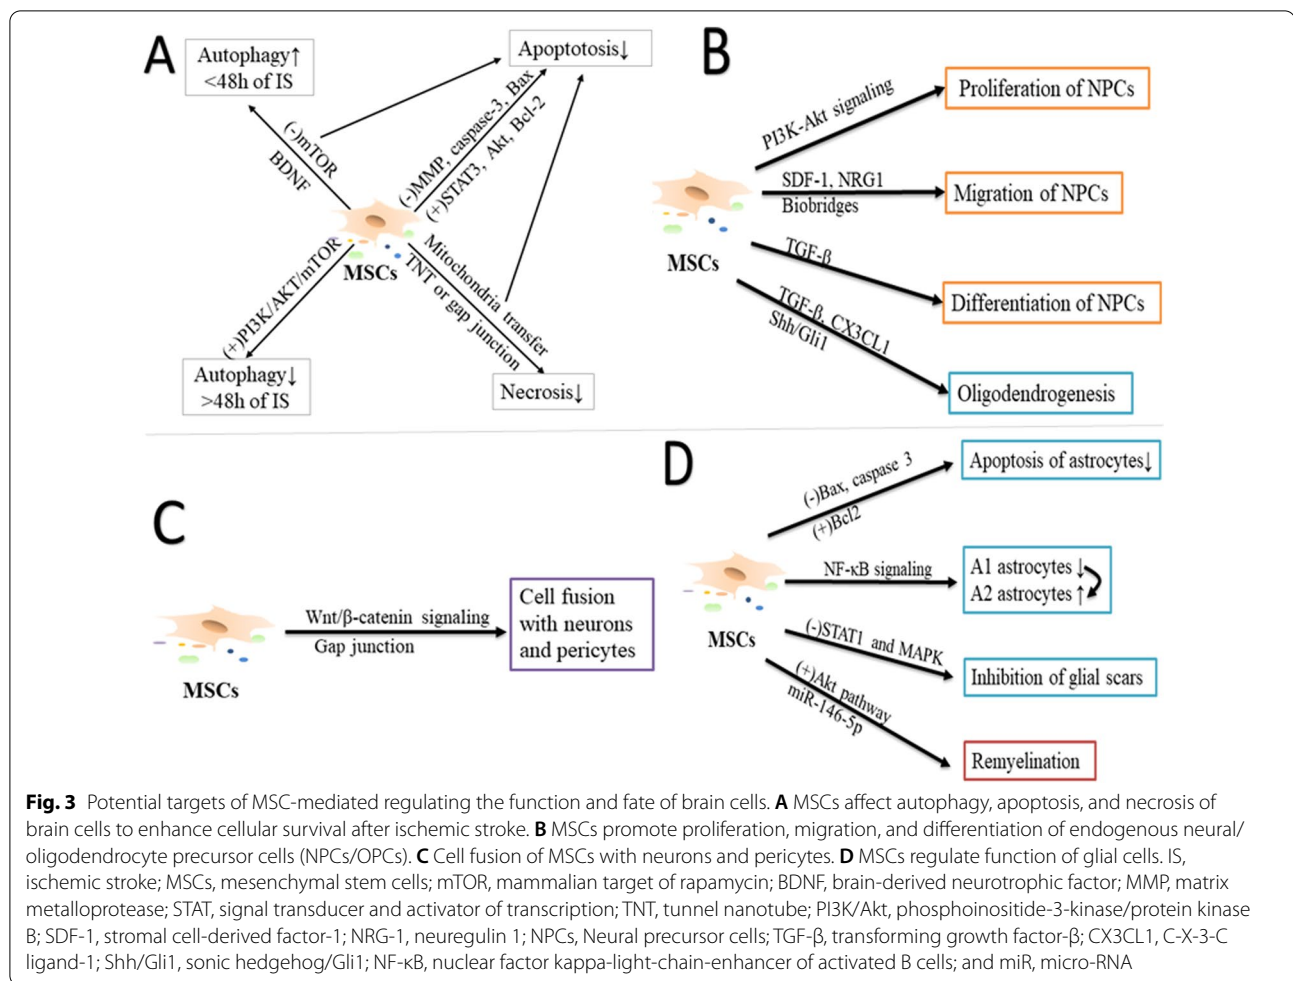 A
Autophagy↑
<48h of IS
Apoptotosis↓
(-)mTOR
BDNF
(-)MMP, caspase-3, Bax
(+)STAT3, Akt, Bcl-2
MSCs
(+)PI3K/AKT/mTOR
Mitochondria transfer
TNT or gap junction
Autophagy↓
>48h of IS
Necrosis↓
B
PI3K-Akt signaling
Proliferation of NPCs
SDF-1, NRG1
Biobridges
Migration of NPCs
MSCs
TGF-β
Differentiation of NPCs
TGF-β, CX3CL1
Shh/Gli1
Oligodendrogenesis
C
Wnt/β-catenin signaling
Gap junction
MSCs
Cell fusion
with neurons
and pericytes
D
(-)Bax, caspase 3
(+)Bcl2
Apoptosis of astrocytes↓
NF-κB signaling
A1 astrocytes ↓
A2 astrocytes ↑
MSCs
(-)STAT1 and MAPK
Inhibition of glial scars
(+)Akt pathway
miR-146-5p
Remyelination
Fig. 3 Potential targets of MSC-mediated regulating the function and fate of brain cells. A MSCs affect autophagy, apoptosis, and necrosis of
brain cells to enhance cellular survival after ischemic stroke. B MSCs promote proliferation, migration, and differentiation of endogenous neural/
oligodendrocyte precursor cells (NPCs/OPCs). C Cell fusion of MSCs with neurons and pericytes. D MSCs regulate function of glial cells. IS,
ischemic stroke; MSCs, mesenchymal stem cells; mTOR, mammalian target of rapamycin; BDNF, brain-derived neurotrophic factor; MMP, matrix
metalloprotease; STAT, signal transducer and activator of transcription; TNT, tunnel nanotube; PI3K/Akt, phosphoinositide-3-kinase/protein kinase
B; SDF-1, stromal cell-derived factor-1; NRG-1, neuregulin 1; NPCs, Neural precursor cells; TGF-β, transforming growth factor-β; CX3CL1, C-X-3-C
ligand-1; Shh/Gli1, sonic hedgehog/Gli1; NF-κB, nuclear factor kappa-light-chain-enhancer of activated B cells; and miR, micro-RNA